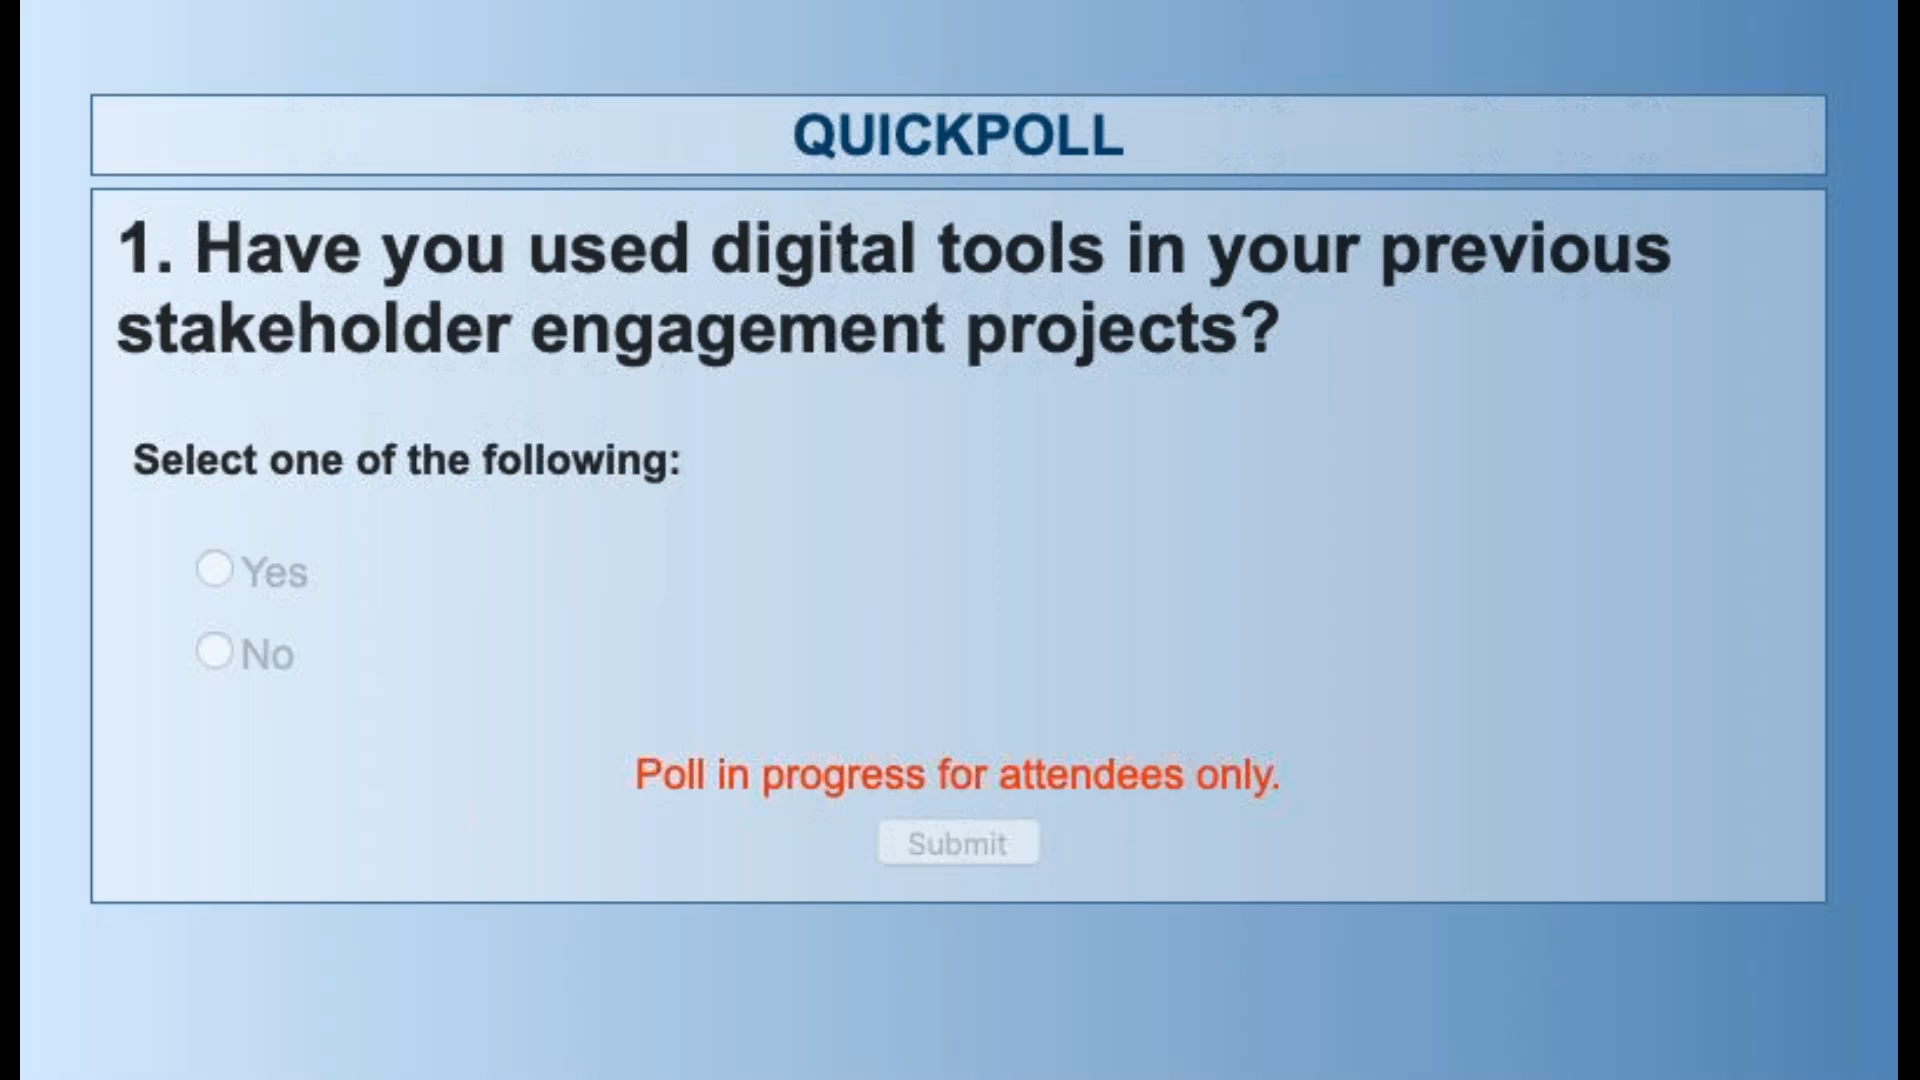 QUICKPOLL
1. Have you used digital tools in your previous
stakeholder engagement projects?
Select one of the following:
Yes
No
Poll in progress for attendees only.
Submit